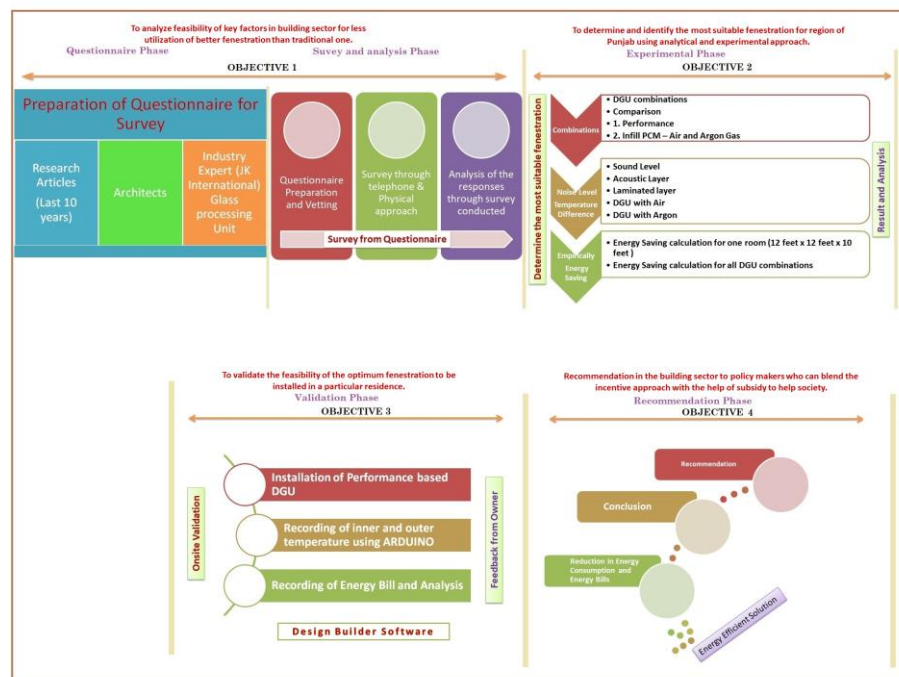 To analyze feasibility of key factors in building sector for less
utilization of better fenestration than traditional one.
Questionnaire Phase
Suvey and analysis Phase
OBJECTIVE 1
Preparation of Questionnaire for
Survey
Research
Articles
(Last 10
years)
Architects
Industry
Expert (JK
International)
Glass
processing
Unit
Questionnaire
Preparation
and Vetting
Survey through
telephone &
Physical
approach
Analysis of the
responses
through survey
conducted
Survey from Questionnaire
To determine and identify the most suitable fenestration for region of
Punjab using analytical and experimental approach.
Experimental Phase
OBJECTIVE 2
Determine the most suitable fenestration
Combinations
• DGU combinations
• Comparison
• 1. Performance
• 2. Infill PCM – Air and Argon Gas
Noise Level
Temperature
Difference
• Sound Level
• Acoustic Layer
• Laminated layer
• DGU with Air
• DGU with Argon
Empirically
Energy
Saving
• Energy Saving calculation for one room (12 feet x 12 feet x 10
feet )
• Energy Saving calculation for all DGU combinations
Result and Analysis
To validate the feasibility of the optimum fenestration to be
installed in a particular residence.
Validation Phase
OBJECTIVE 3
Onsite Validation
Installation of Performance based
DGU
Recording of inner and outer
temperature using ARDUINO
Recording of Energy Bill and Analysis
Feedback from Owner
Design Builder Software
Recommendation in the building sector to policy makers who can blend the
incentive approach with the help of subsidy to help society.
Recommendation Phase
OBJECTIVE 4
Recommendation
Conclusion
Reduction in Energy
Consumption and
Energy Bills
Energy Efficient Solution